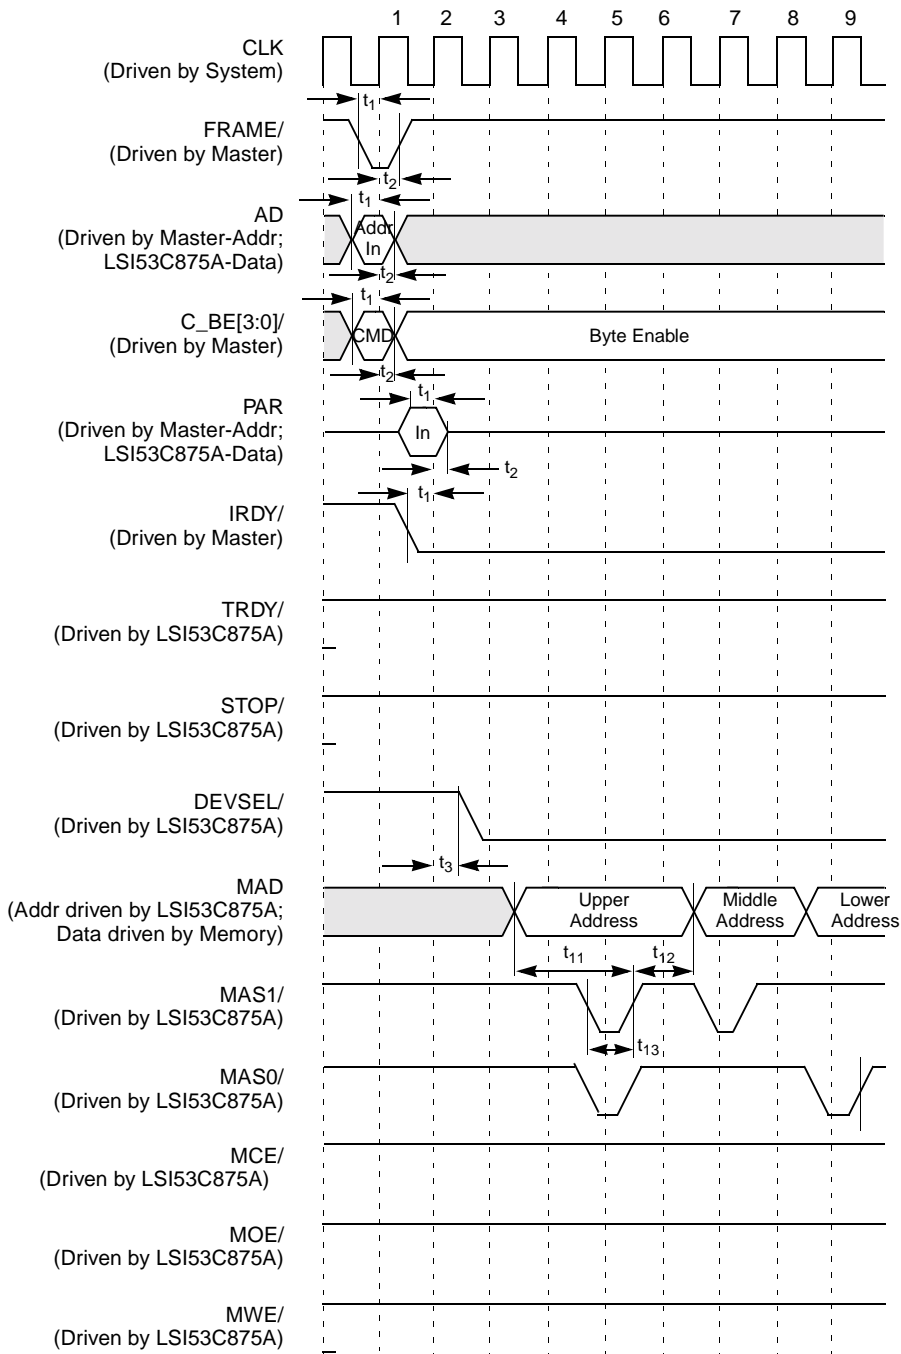 1 2 3 4 5 6 7 8 9
CLK
(Driven by System)
t1
FRAME/
(Driven by Master)
t2
t1
AD
(Driven by Master-Addr;
LSI53C875A-Data)
Addr
In
t2
t1
C_BE[3:0]/
(Driven by Master)
CMD
Byte Enable
t2
t1
PAR
(Driven by Master-Addr;
LSI53C875A-Data)
In
t2
t1
IRDY/
(Driven by Master)
TRDY/
(Driven by LSI53C875A)
STOP/
(Driven by LSI53C875A)
DEVSEL/
(Driven by LSI53C875A)
t3
MAD
(Addr driven by LSI53C875A;
Data driven by Memory)
Upper
Address
Middle
Address
Lower
Address
t11
t12
MAS1/
(Driven by LSI53C875A)
t13
MAS0/
(Driven by LSI53C875A)
MCE/
(Driven by LSI53C875A)
MOE/
(Driven by LSI53C875A)
MWE/
(Driven by LSI53C875A)